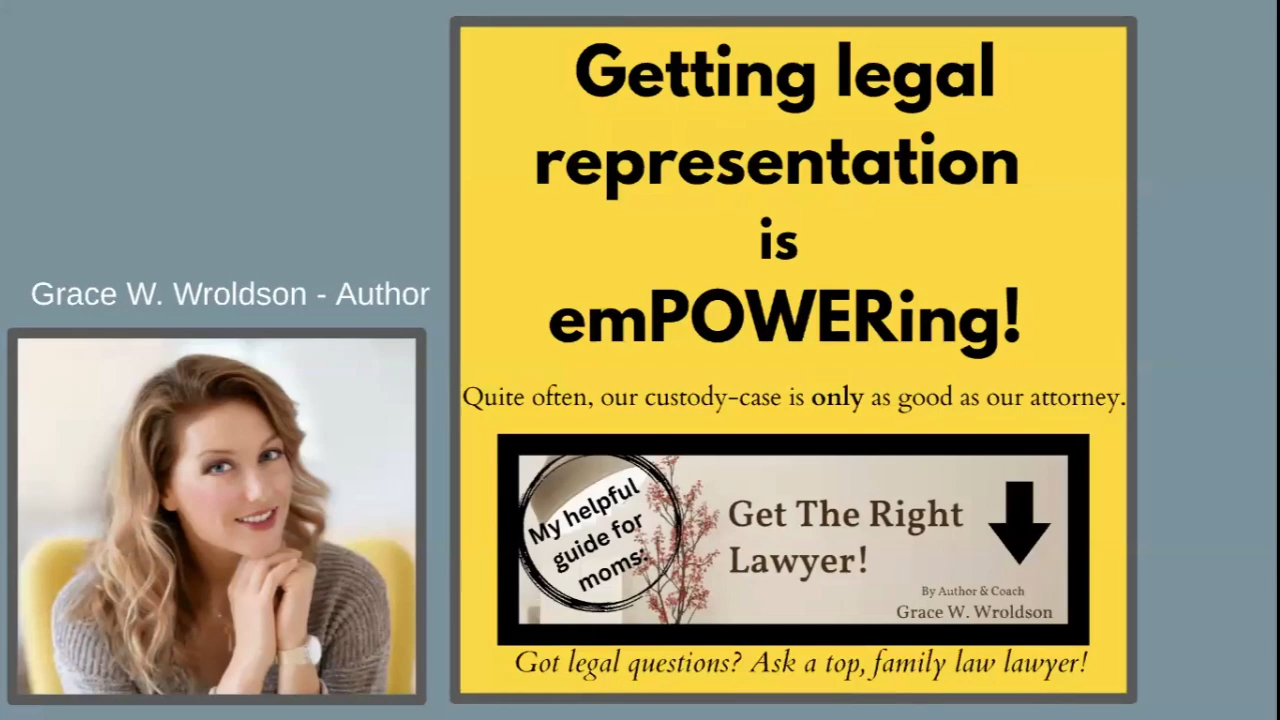 Getting legal
representation
is
emPOWERing!
Quite often, our custody-case is only as good as our attorney.
My helpful
guide for
moms:
Get The Right
Lawyer!
By Author & Coach
Grace W. Wroldson
Got legal questions? Ask a top, family law lawyer!
Grace W. Wroldson - Author